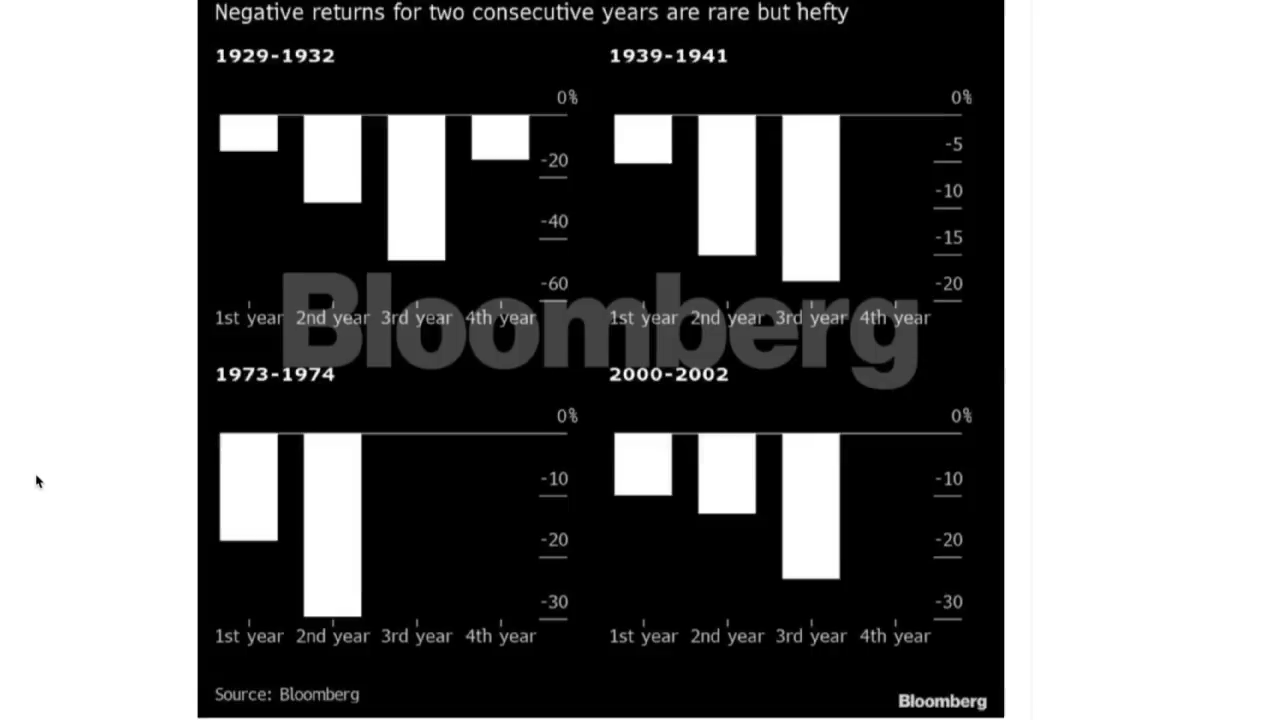 Negative returns for two consecutive years are rare but hefty
1929-1932
0%
-20
-40
-60
1st year 2nd year 3rd year 4th year
1939-1941
0%
-5
-10
-15
-20
1st year 2nd year 3rd year 4th year
Bloomberg
1973-1974
0%
-10
-20
-30
1st year 2nd year 3rd year 4th year
2000-2002
0%
-10
-20
-30
1st year 2nd year 3rd year 4th year
Source: Bloomberg
Bloomberg